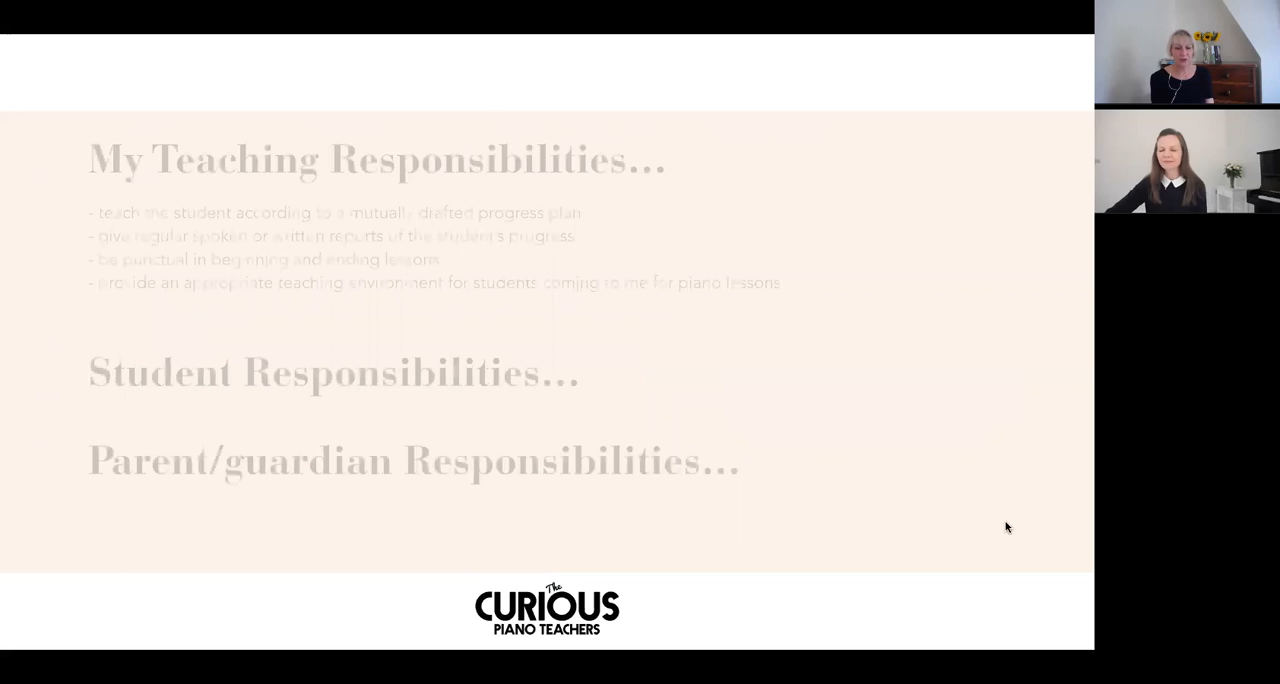 My Teaching Responsibilities...
- teach the student according to a mutually drafted progress plan
- give regular spoken or written reports of the student's progress
- be punctual in beginning and ending lessons
- provide an appropriate teaching environment for students coming to me for piano lessons
Student Responsibilities...
Parent/guardian Responsibilities...
The
CURIOUS
PIANO TEACHERS